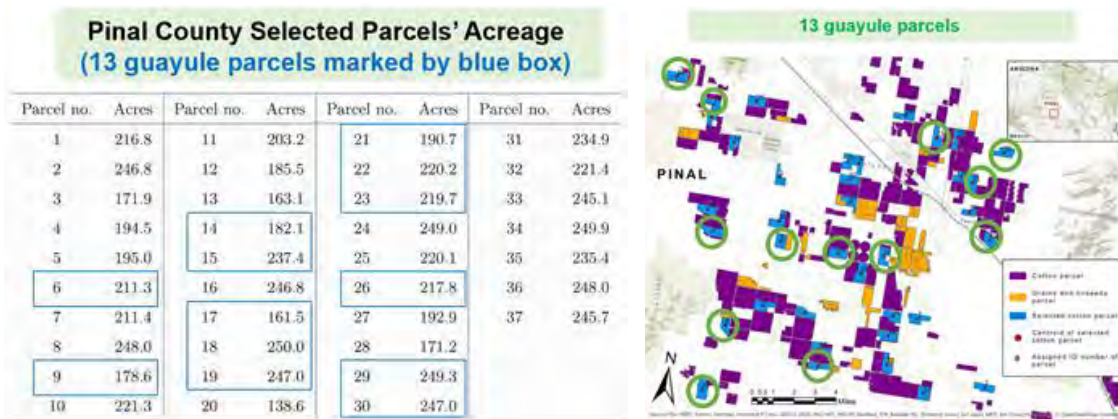 Pinal County Selected Parcels' Acreage
(13 guayule parcels marked by blue box)
Parcel no. Acres Parcel no. Acres Parcel no. Acres Parcel no. Acres
1 216.8 11 203.2 21 190.7 31 234.9
2 246.8 12 185.5 22 220.2 32 221.4
3 171.9 13 163.1 23 219.7 33 245.1
4 194.5 14 182.1 24 249.0 34 249.9
5 195.0 15 237.4 25 220.1 35 235.4
6 211.3 16 246.8 26 217.8 36 248.0
7 211.4 17 161.5 27 192.9 37 245.7
8 248.0 18 250.0 28 171.2
9 178.6 19 247.0 29 249.3
10 221.3 20 138.6 30 247.0
13 guayule parcels
ARIZONA
PINAL
Cotton parcel
Grains and oilseeds
parcel
Selected cotton parcel
Centroid of selected
cotton parcel
Assigned ID number of
parcel
N
Miles